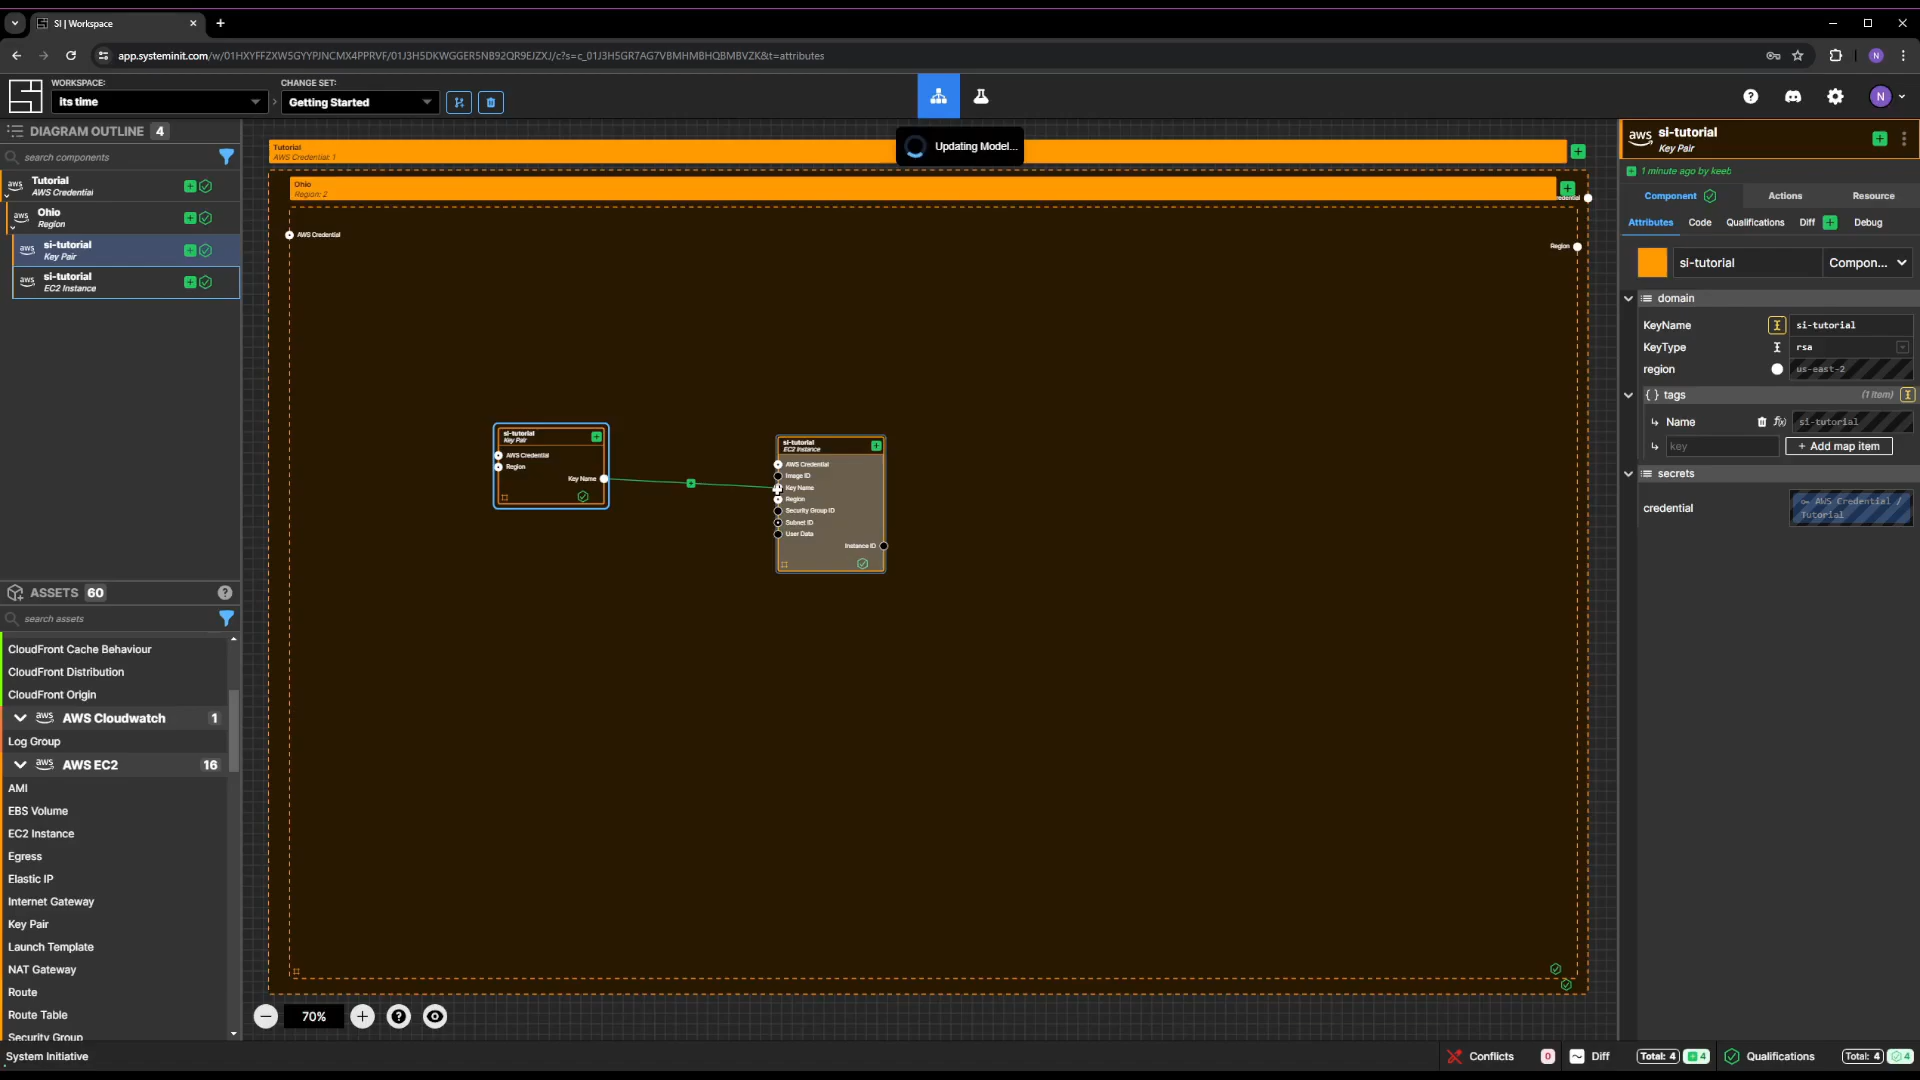 SI | Workspace
app.systeminit.com/w/01HXYFFZXW5GYYPJNCMX4PPRVF/01J3H5DKWGGER5NB92QR9EJZXJ/c?s=c_01J3H5GR7AG7VBMHMBHQBMBVZK&t=attributes
N
WORKSPACE:
its time
CHANGE SET:
Getting Started
N
DIAGRAM OUTLINE 4
search components
aws Tutorial
AWS Credential
aws Ohio
Region
aws si-tutorial
Key Pair
aws si-tutorial
EC2 Instance
ASSETS 60
search assets
CloudFront Cache Behaviour
CloudFront Distribution
CloudFront Origin
aws AWS Cloudwatch 1
Log Group
aws AWS EC2 16
AMI
EBS Volume
EC2 Instance
Egress
Elastic IP
Internet Gateway
Key Pair
Launch Template
NAT Gateway
Route
Route Table
Security Group
System Initiative
Tutorial
AWS Credential: 1
Updating Model...
Ohio
Region: 2
redential
AWS Credential
Region
si-tutorial
Key Pair
AWS Credential
Region
Key Name
si-tutorial
EC2 Instance
AWS Credential
Image ID
Key Name
Region
Security Group ID
Subnet ID
User Data
Instance ID
70%
aws si-tutorial
Key Pair
1 minute ago by keeb
Component Actions Resource
Attributes Code Qualifications Diff Debug
si-tutorial Compon...
domain
KeyName si-tutorial
KeyType rsa
region us-east-2
{ } tags (1 item)
Name f(x) si-tutorial
key + Add map item
secrets
credential AWS Credential / Tutorial
Conflicts 0 Diff Total: 4 4 Qualifications Total: 4 4